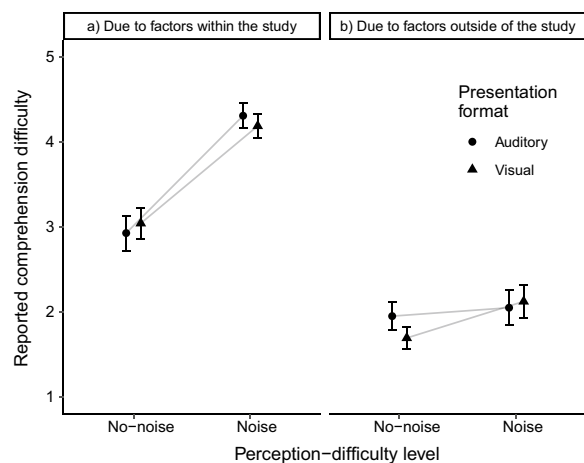 a) Due to factors within the study
b) Due to factors outside of the study
Reported comprehension difficulty
5
4
3
2
1
Presentation
format
Auditory
Visual
No−noise
Noise
No−noise
Noise
Perception−difficulty level